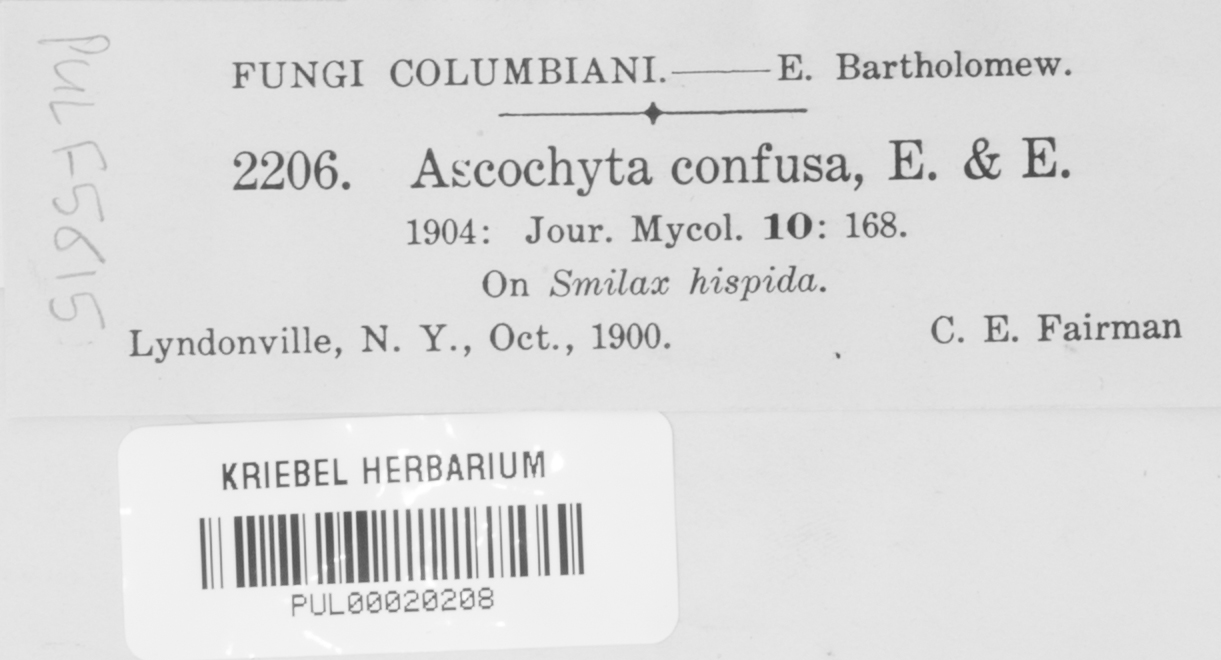 PUL F5615
FUNGI COLUMBIANI.——E. Bartholomew.
2206. Ascochyta confusa, E. & E.
1904: Jour. Mycol. 10: 168.
On Smilax hispida.
Lyndonville, N. Y., Oct., 1900. C. E. Fairman
KRIEBEL HERBARIUM
PUL00020208